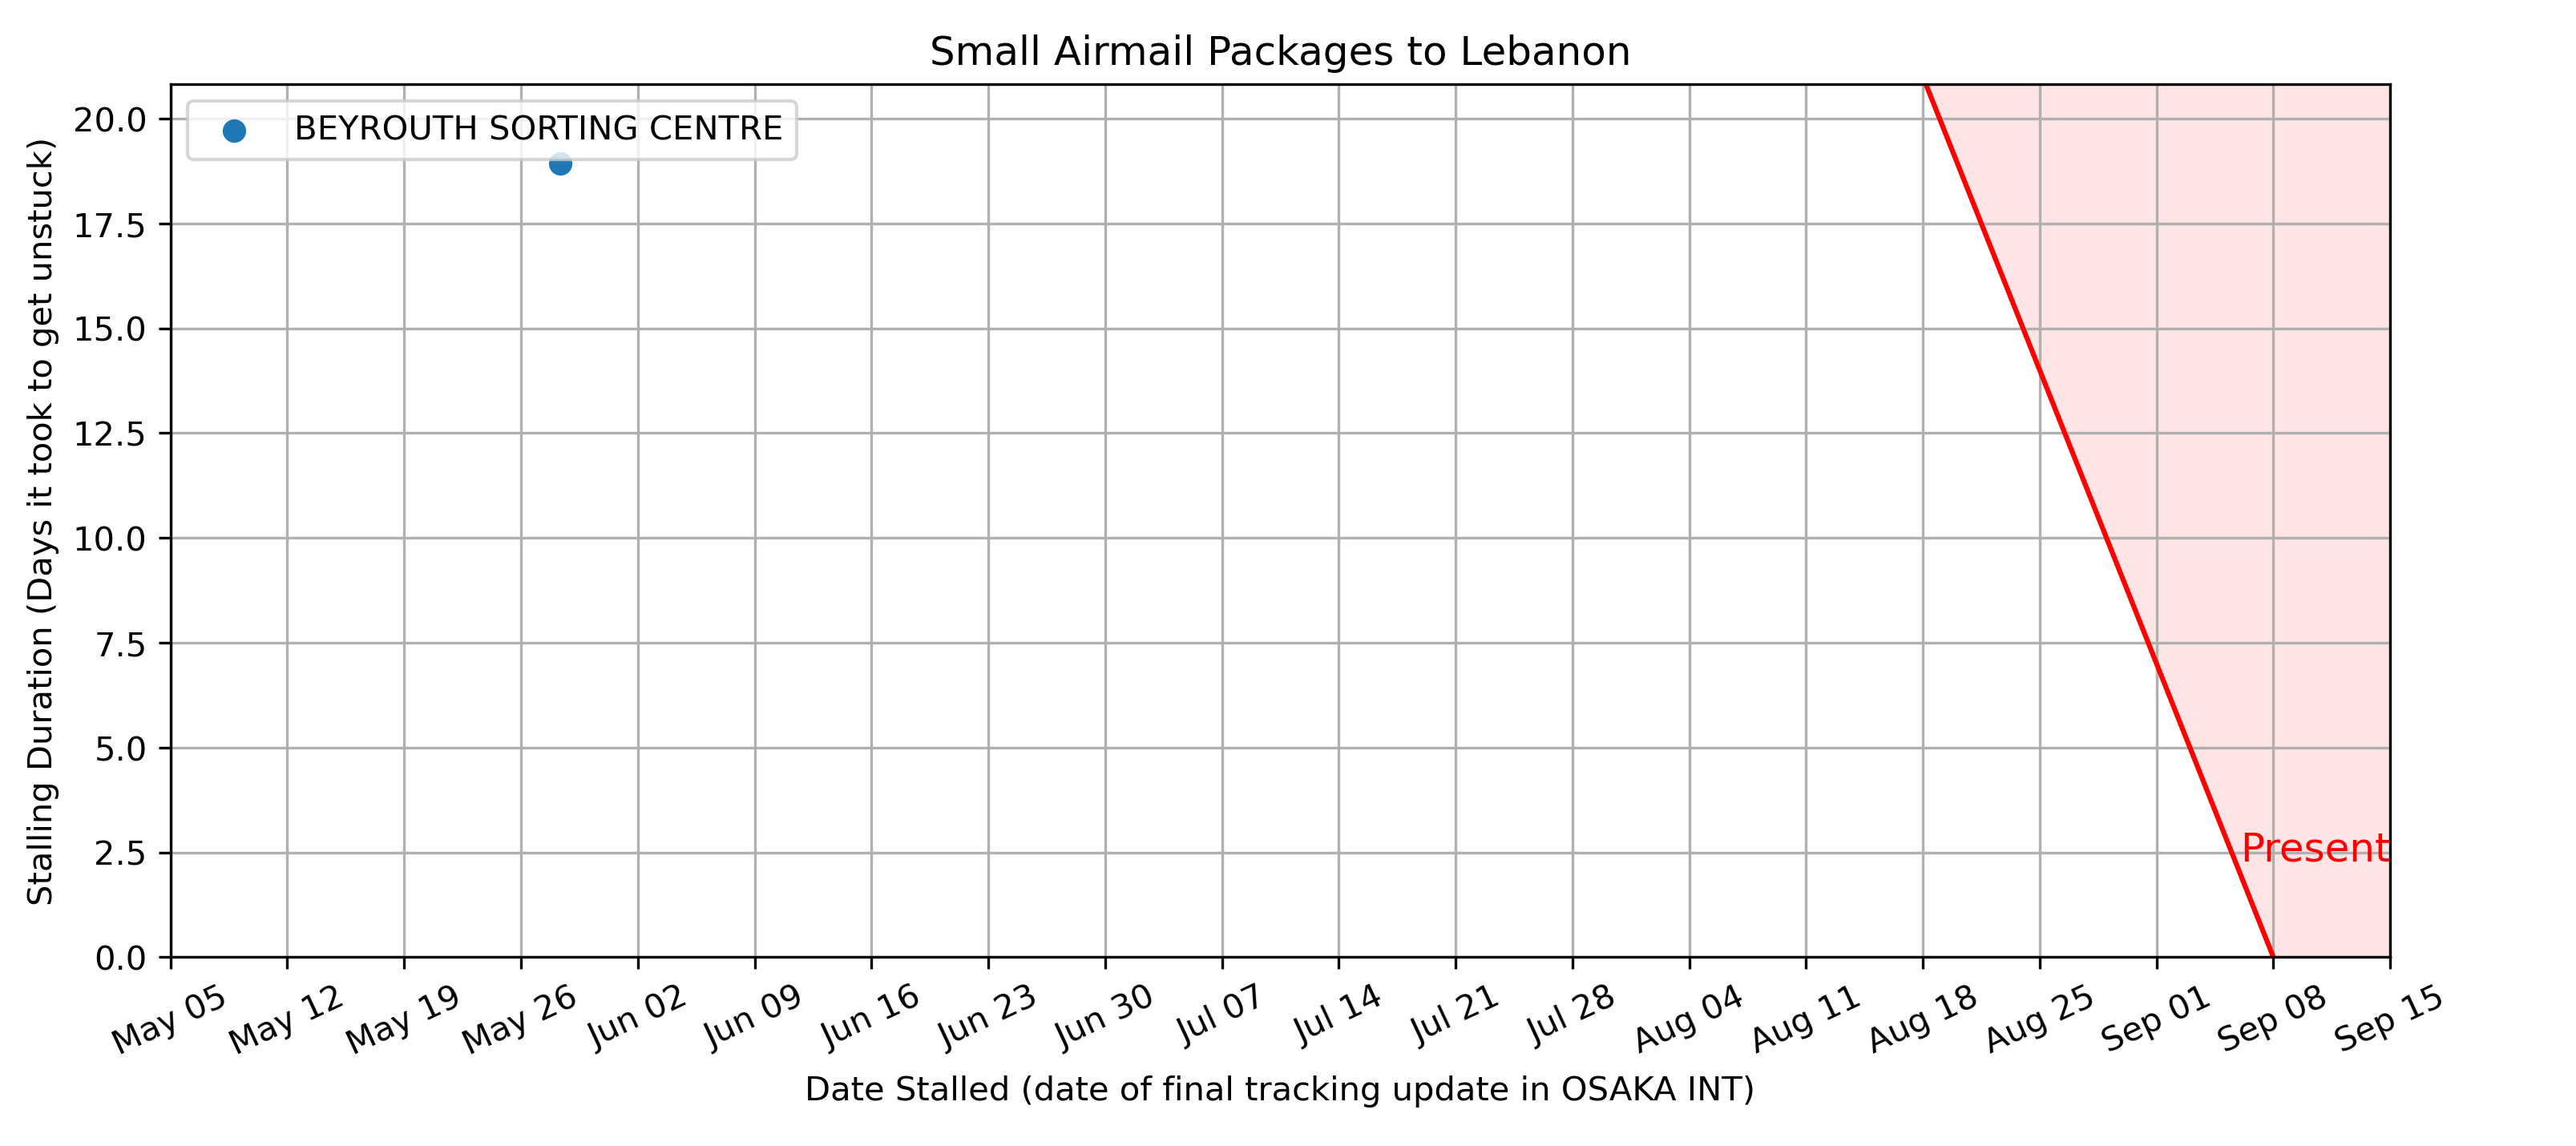 Small Airmail Packages to Lebanon
BEYROUTH SORTING CENTRE
Stalling Duration (Days it took to get unstuck)
20.0
17.5
15.0
12.5
10.0
7.5
5.0
2.5
0.0
Present
May 05
May 12
May 19
May 26
Jun 02
Jun 09
Jun 16
Jun 23
Jun 30
Jul 07
Jul 14
Jul 21
Jul 28
Aug 04
Aug 11
Aug 18
Aug 25
Sep 01
Sep 08
Sep 15
Date Stalled (date of final tracking update in OSAKA INT)